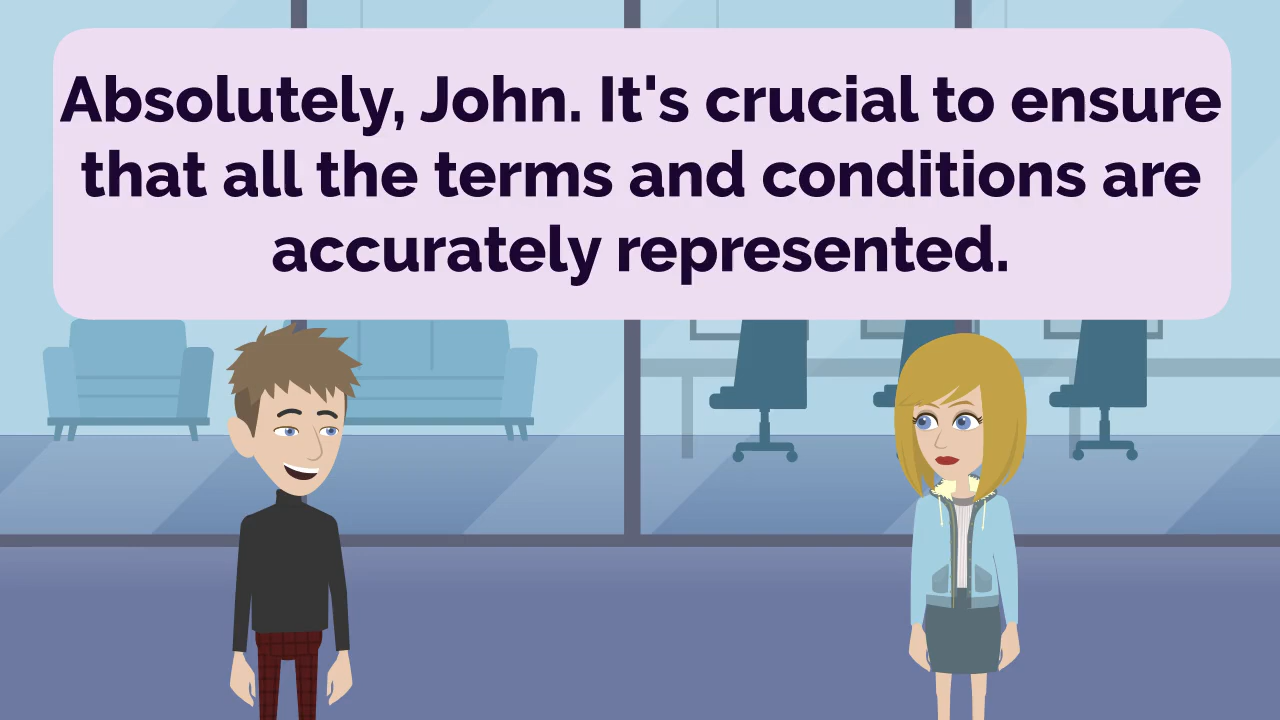 Absolutely, John. It's crucial to ensure
that all the terms and conditions are
accurately represented.